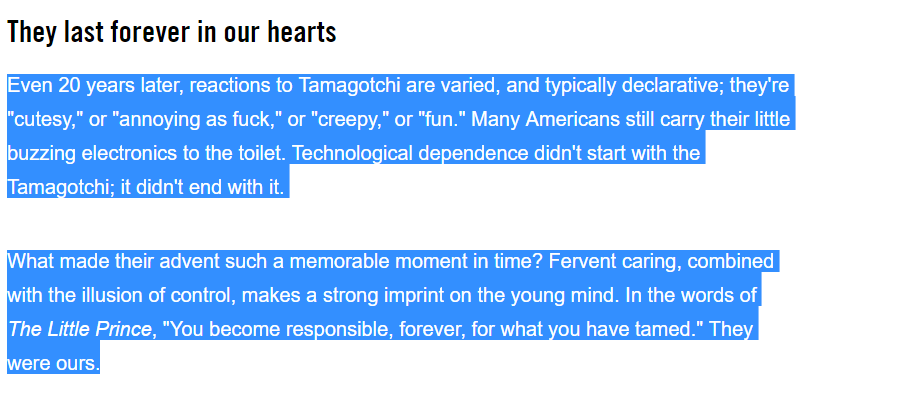 They last forever in our hearts
Even 20 years later, reactions to Tamagotchi are varied, and typically declarative; they're
"cutesy," or "annoying as fuck," or "creepy," or "fun." Many Americans still carry their little
buzzing electronics to the toilet. Technological dependence didn't start with the
Tamagotchi; it didn't end with it.
What made their advent such a memorable moment in time? Fervent caring, combined
with the illusion of control, makes a strong imprint on the young mind. In the words of
The Little Prince, "You become responsible, forever, for what you have tamed." They
were ours.